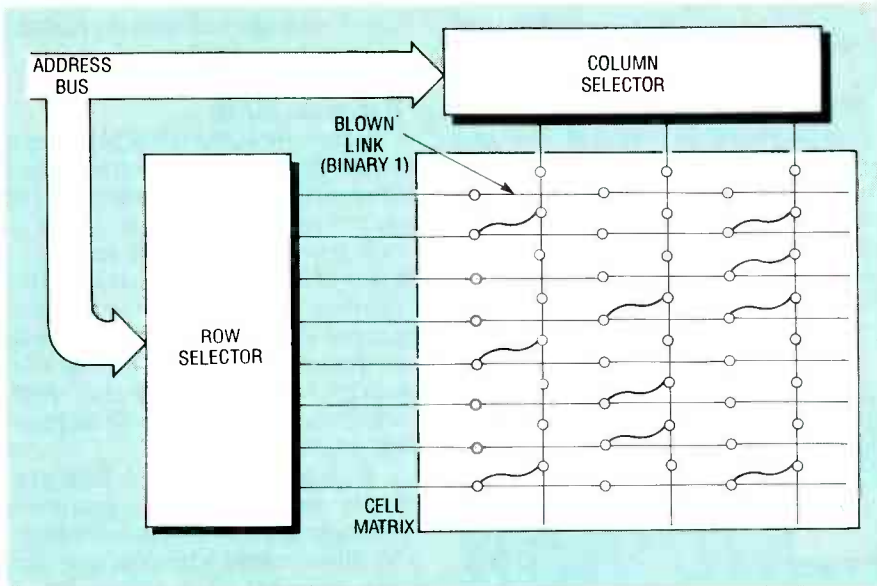 ADDRESS
BUS
COLUMN
SELECTOR
BLOWN
LINK
(BINARY 1)
ROW
SELECTOR
CELL
MATRIX